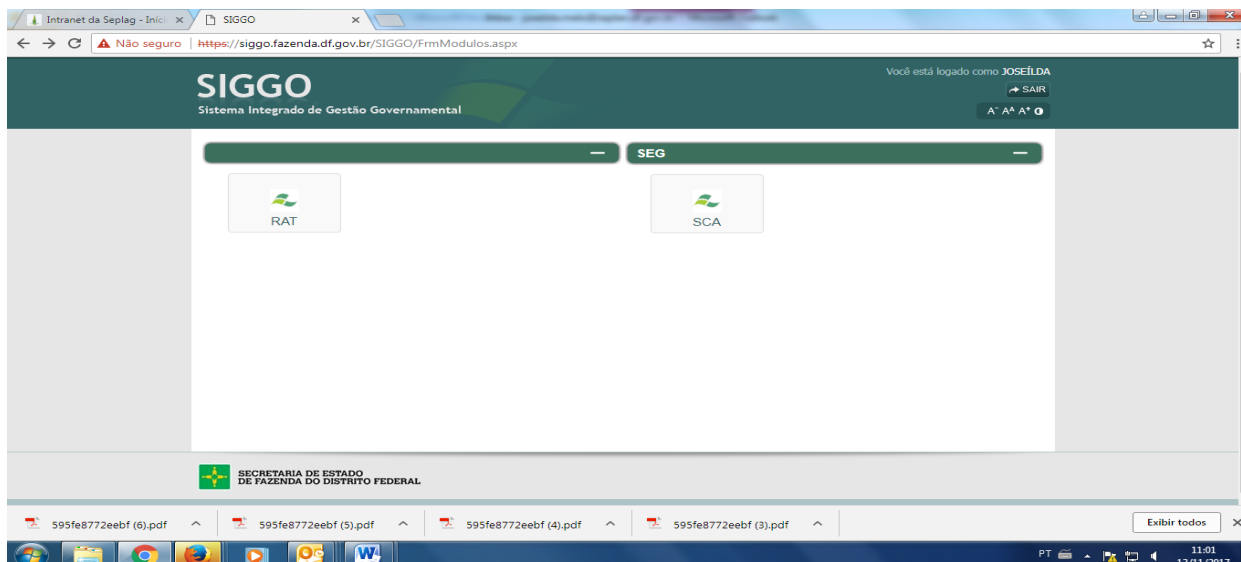 Intranet da Seplag - Iníc
SIGGO
Não seguro
https://siggo.fazenda.df.gov.br/SIGGO/FrmModulos.aspx
SIGGO
Sistema Integrado de Gestão Governamental
Você está logado como JOSEÍLDA
SAIR
A- AA A+
SEG
RAT
SCA
SECRETARIA DE ESTADO
DE FAZENDA DO DISTRITO FEDERAL
595fe8772eebf (6).pdf
595fe8772eebf (5).pdf
595fe8772eebf (4).pdf
595fe8772eebf (3).pdf
Exibir todos
PT
11:01